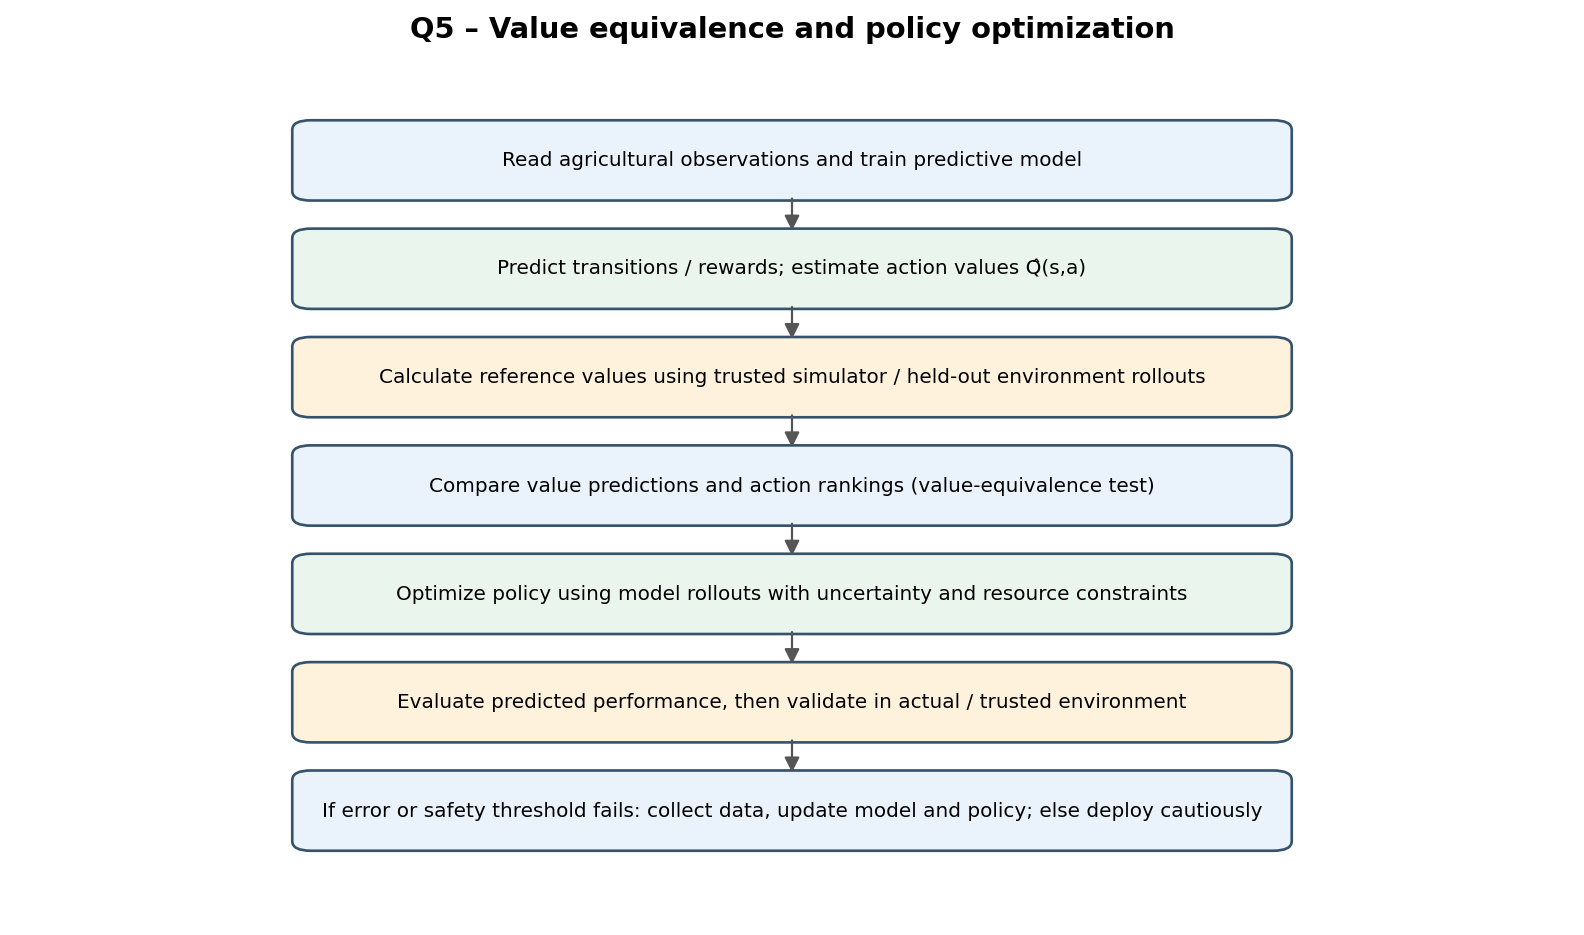 Q5 – Value equivalence and policy optimization
Read agricultural observations and train predictive model
Predict transitions / rewards; estimate action values Q̂(s,a)
Calculate reference values using trusted simulator / held-out environment rollouts
Compare value predictions and action rankings (value-equivalence test)
Optimize policy using model rollouts with uncertainty and resource constraints
Evaluate predicted performance, then validate in actual / trusted environment
If error or safety threshold fails: collect data, update model and policy; else deploy cautiously